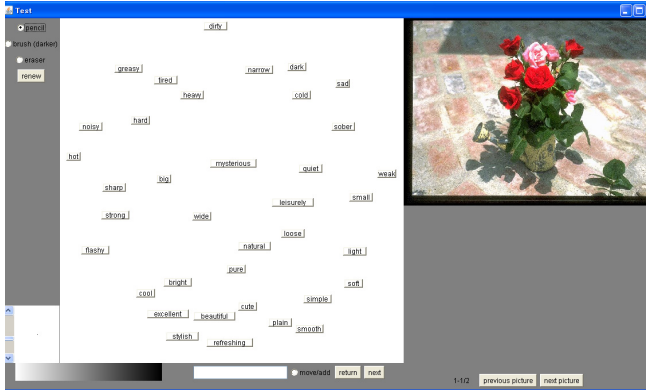 Test
pencil
brush (darker)
eraser
renew
dirty
greasy
tired
narrow
dark
sad
heavy
cold
noisy
hard
sober
hot
mysterious
quiet
weak
big
sharp
small
leisurely
strong
wide
loose
flashy
natural
light
pure
bright
soft
cool
simple
cute
excellent
beautiful
plain
smooth
stylish
refreshing
move/add
return
next
1-1/2
previous picture
next picture